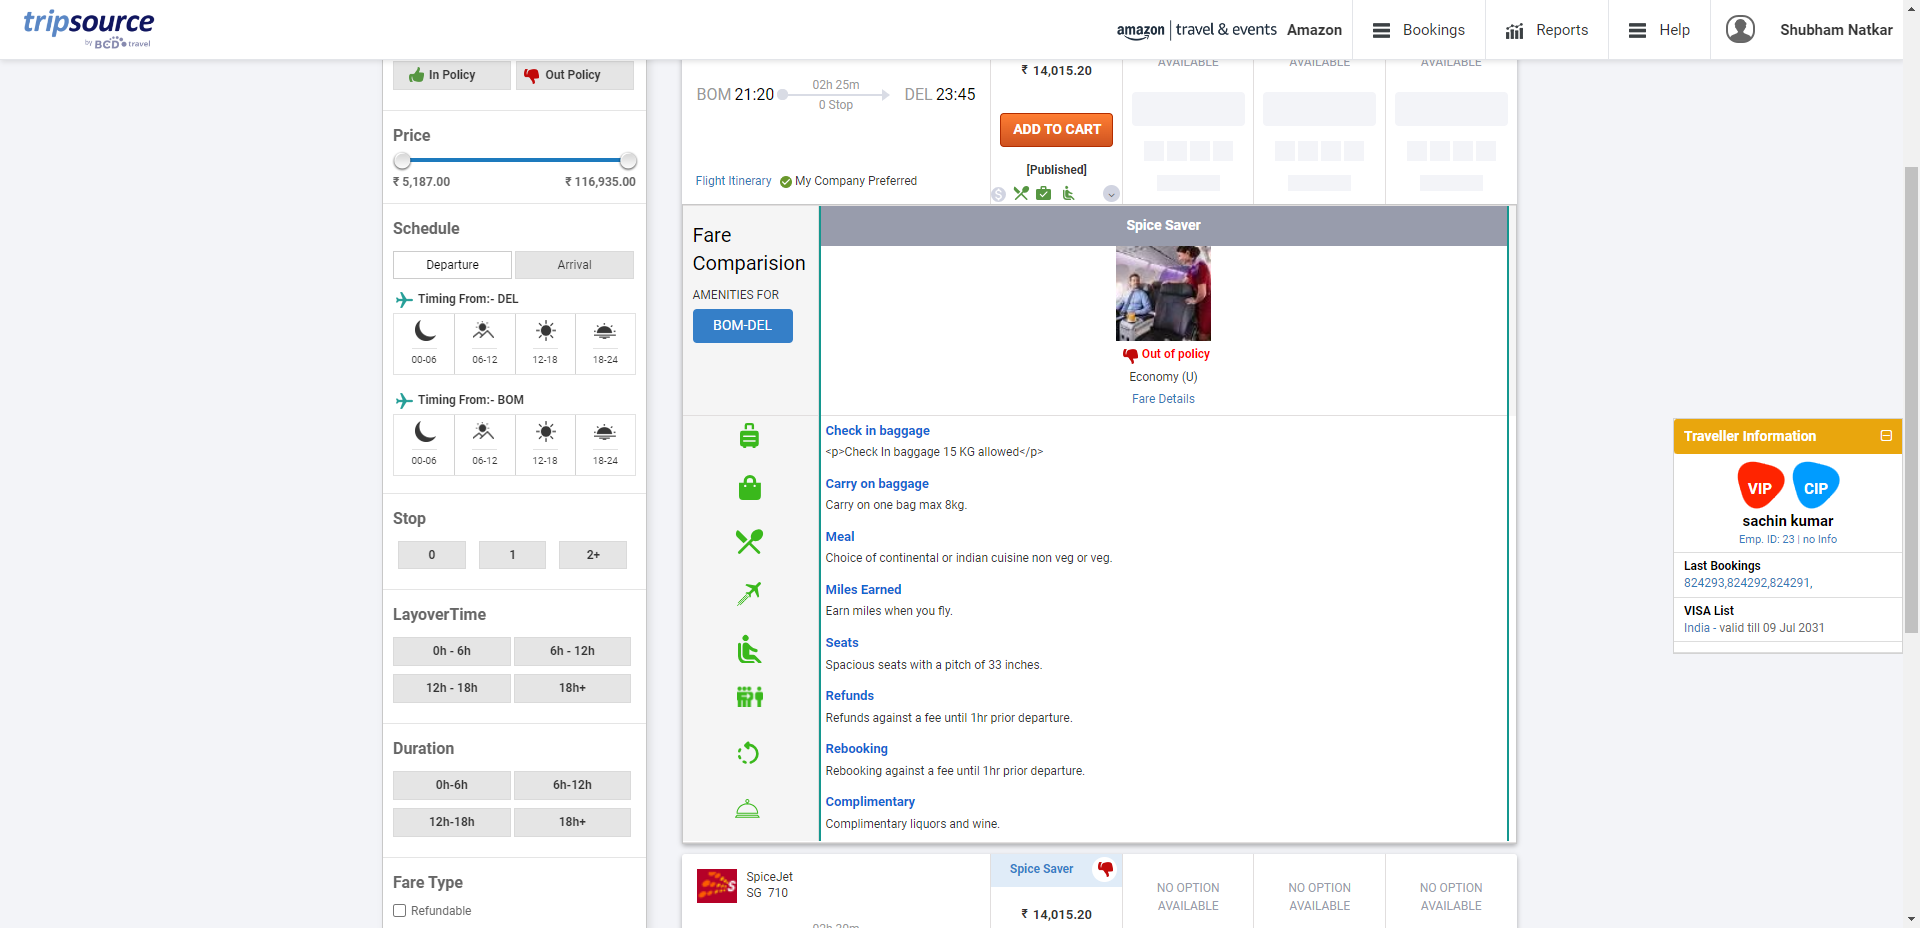 tripsource
by BCD travel
amazon | travel & events Amazon
Bookings
Reports
Help
Shubham Natkar
In Policy
Out Policy
Price
₹ 5,187.00
₹ 116,935.00
Schedule
Departure
Arrival
Timing From:- DEL
00-06
06-12
12-18
18-24
Timing From:- BOM
00-06
06-12
12-18
18-24
Stop
0
1
2+
LayoverTime
0h - 6h
6h - 12h
12h - 18h
18h+
Duration
0h-6h
6h-12h
12h-18h
18h+
Fare Type
Refundable
BOM 21:20
02h 25m
0 Stop
DEL 23:45
Flight Itinerary
My Company Preferred
₹ 14,015.20
ADD TO CART
[Published]
AVAILABLE
AVAILABLE
AVAILABLE
Fare
Comparision
AMENITIES FOR
BOM-DEL
Spice Saver
Out of policy
Economy (U)
Fare Details
Check in baggage
<p>Check In baggage 15 KG allowed</p>
Carry on baggage
Carry on one bag max 8kg.
Meal
Choice of continental or indian cuisine non veg or veg.
Miles Earned
Earn miles when you fly.
Seats
Spacious seats with a pitch of 33 inches.
Refunds
Refunds against a fee until 1hr prior departure.
Rebooking
Rebooking against a fee until 1hr prior departure.
Complimentary
Complimentary liquors and wine.
SpiceJet
SG 710
02h 20m
Spice Saver
₹ 14,015.20
NO OPTION
AVAILABLE
NO OPTION
AVAILABLE
NO OPTION
AVAILABLE
Traveller Information
VIP
CIP
sachin kumar
Emp. ID: 23 | no Info
Last Bookings
824293,824292,824291,
VISA List
India - valid till 09 Jul 2031